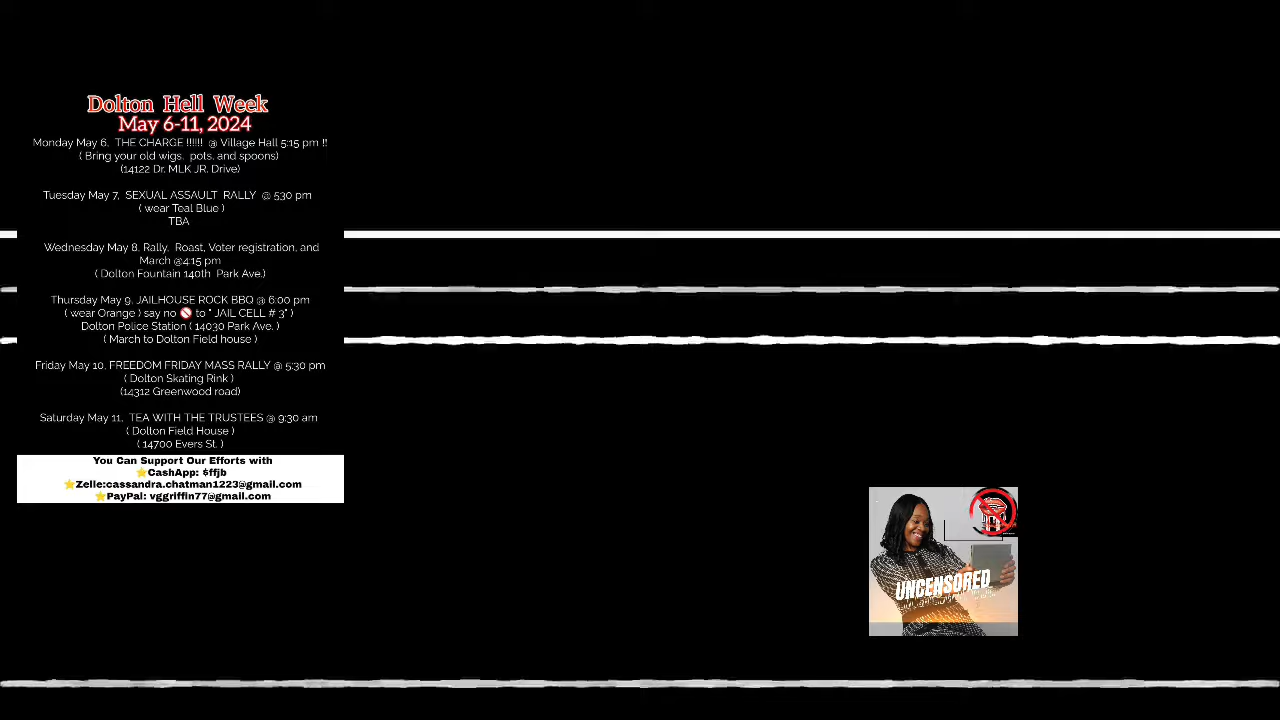 Dolton Hell Week
May 6-11, 2024
Monday May 6, THE CHARGE !!!!!! @ Village Hall 5:15 pm !!
( Bring your old wigs, pots, and spoons)
(14122 Dr. MLK JR. Drive)
Tuesday May 7, SEXUAL ASSAULT RALLY @ 530 pm
( wear Teal Blue )
TBA
Wednesday May 8, Rally, Roast, Voter registration, and
March @4:15 pm
( Dolton Fountain 140th Park Ave.)
Thursday May 9, JAILHOUSE ROCK BBQ @ 6:00 pm
( wear Orange ) say no 🚫 to " JAIL CELL # 3" )
Dolton Police Station ( 14030 Park Ave. )
( March to Dolton Field house )
Friday May 10, FREEDOM FRIDAY MASS RALLY @ 5:30 pm
( Dolton Skating Rink )
(14312 Greenwood road)
Saturday May 11, TEA WITH THE TRUSTEES @ 9:30 am
( Dolton Field House )
( 14700 Evers St. )
You Can Support Our Efforts with
⭐CashApp: $ffjb
⭐Zelle:cassandra.chatman1223@gmail.com
⭐PayPal: vggriffin77@gmail.com
UNCENSORED